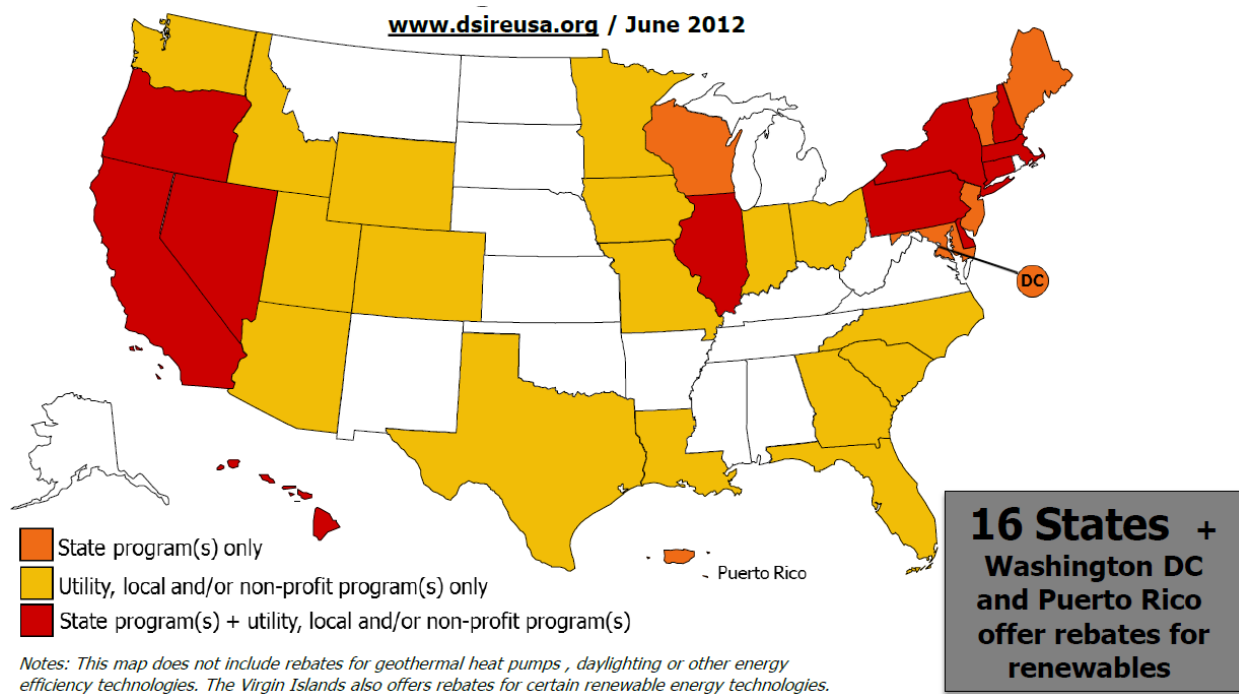 www.dsireusa.org / June 2012
DC
Puerto Rico
State program(s) only
Utility, local and/or non-profit program(s) only
State program(s) + utility, local and/or non-profit program(s)
16 States +
Washington DC
and Puerto Rico
offer rebates for
renewables
Notes: This map does not include rebates for geothermal heat pumps , daylighting or other energy
efficiency technologies. The Virgin Islands also offers rebates for certain renewable energy technologies.